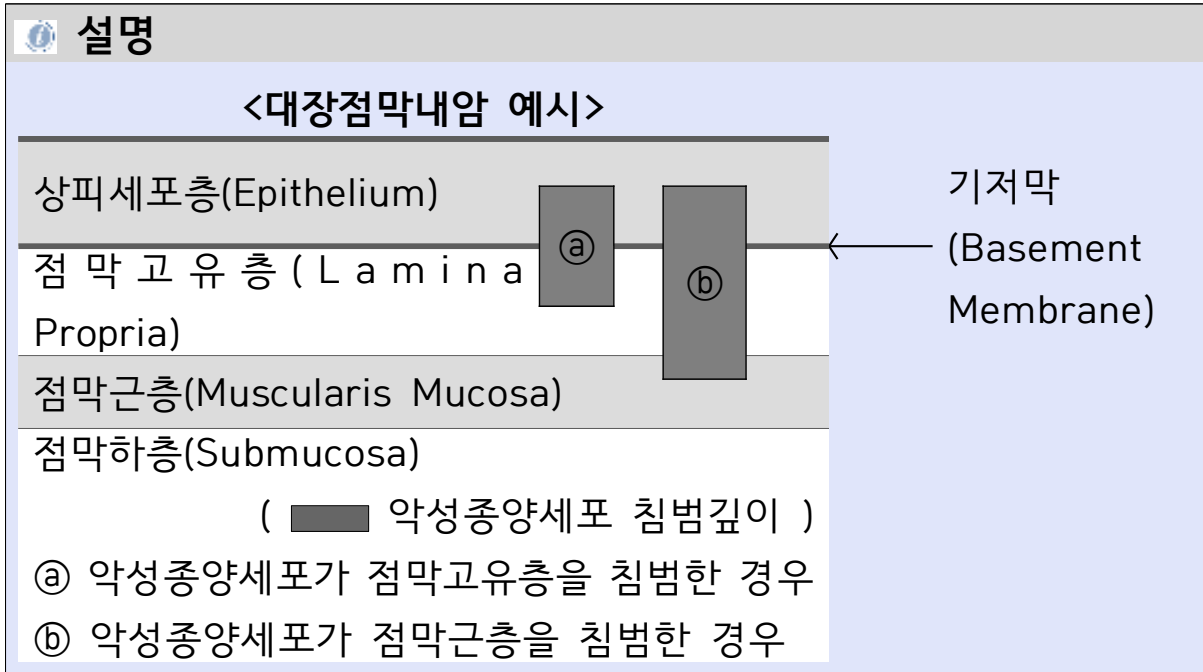 설명
<대장점막내암 예시>
상피세포층(Epithelium)
기저막
(Basement
Membrane)
ⓐ
ⓑ
점 막 고 유 층 ( L a m i n a
Propria)
점막근층(Muscularis Mucosa)
점막하층(Submucosa)
( 악성종양세포 침범깊이 )
ⓐ 악성종양세포가 점막고유층을 침범한 경우
ⓑ 악성종양세포가 점막근층을 침범한 경우